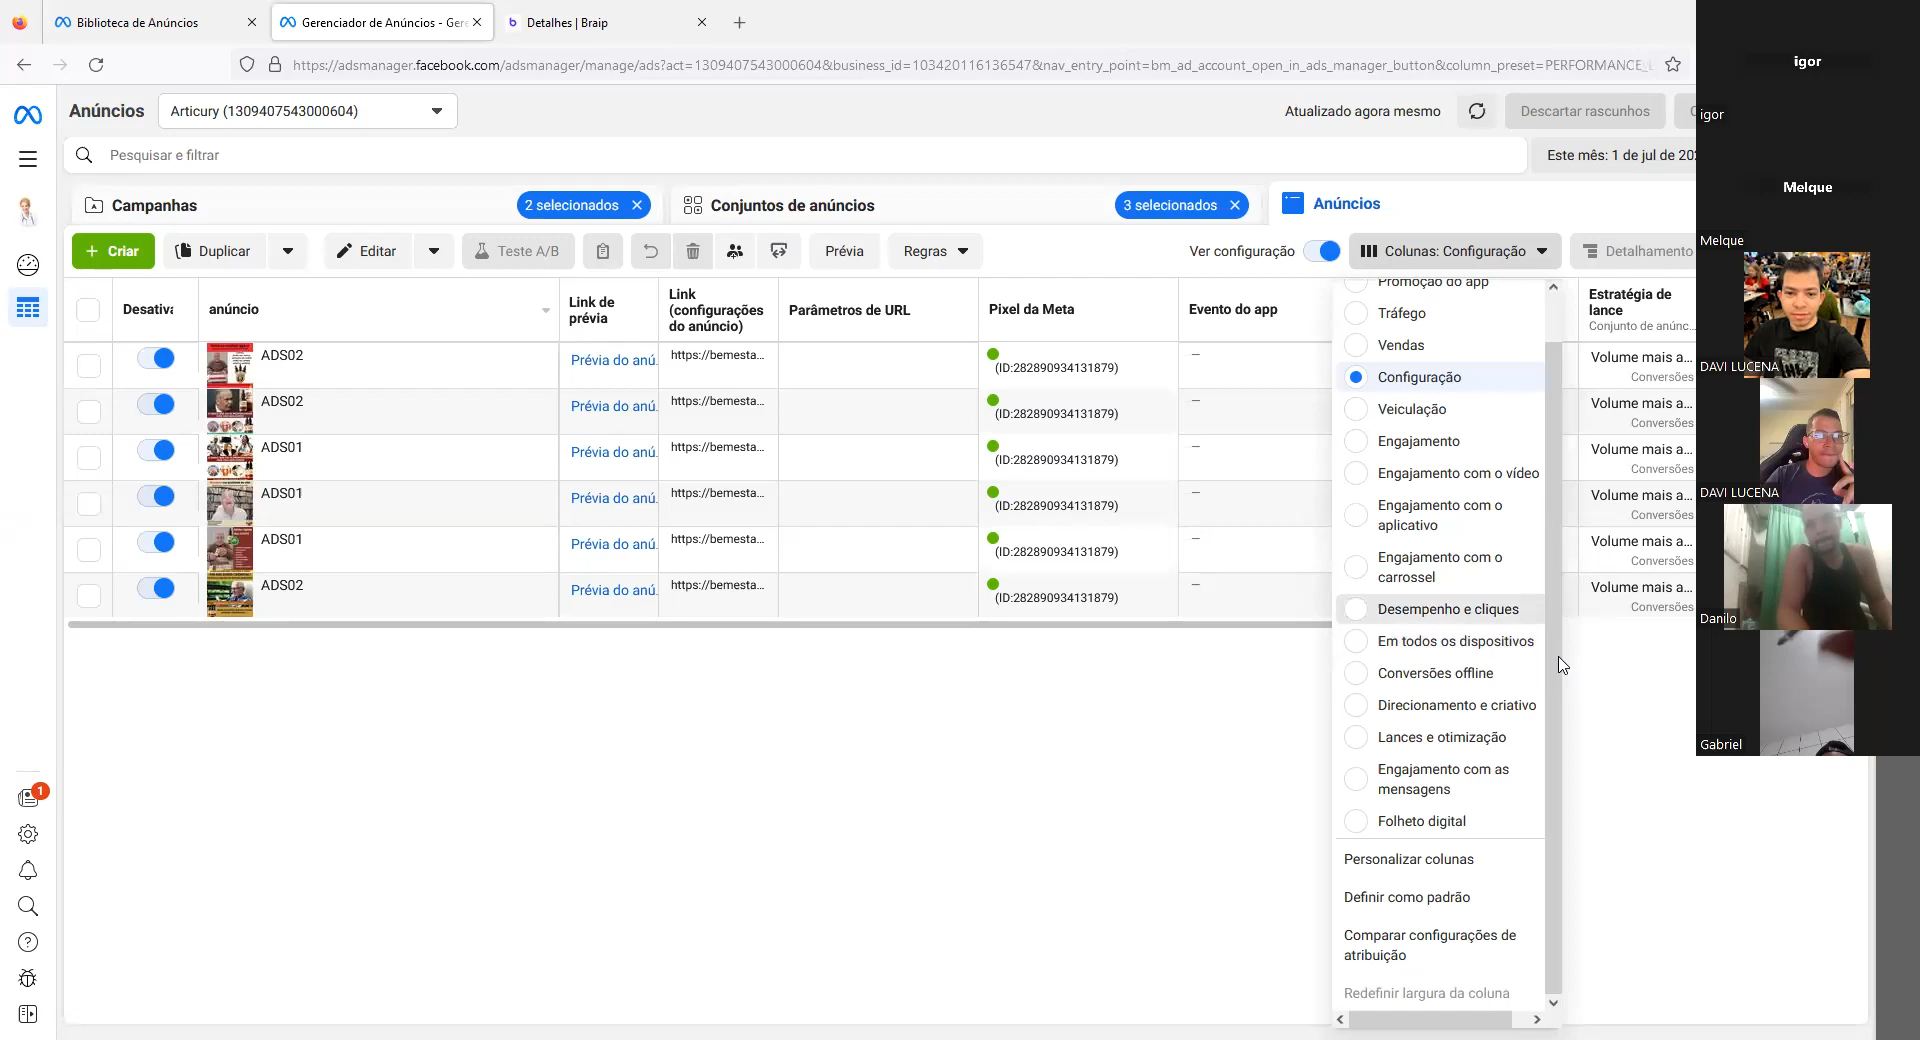 Biblioteca de Anúncios
Gerenciador de Anúncios - Ger
Detalhes | Braip
https://adsmanager.facebook.com/adsmanager/manage/ads?act=1309407543000604&business_id=103420116136547&nav_entry_point=bm_ad_account_open_in_ads_manager_button&column_preset=PERFORMANCE_
Anúncios
Articury (1309407543000604)
Atualizado agora mesmo
Descartar rascunhos
Pesquisar e filtrar
Este mês: 1 de jul de 202
Campanhas
2 selecionados
Conjuntos de anúncios
3 selecionados
Anúncios
+ Criar
Duplicar
Editar
Teste A/B
Prévia
Regras
Ver configuração
Colunas: Configuração
Detalhamento
Desativa
anúncio
Link de
prévia
Link
(configurações
do anúncio)
Parâmetros de URL
Pixel da Meta
Evento do app
Estratégia de
lance
Conjunto de anúnc...
ADS02
Prévia do anú.
https://bemesta...
(ID:282890934131879)
—
Volume mais a...
Conversões
ADS02
Prévia do anú.
https://bemesta...
(ID:282890934131879)
—
Volume mais a...
Conversões
ADS01
Prévia do anú.
https://bemesta...
(ID:282890934131879)
—
Volume mais a...
Conversões
ADS01
Prévia do anú.
https://bemesta...
(ID:282890934131879)
—
Volume mais a...
Conversões
ADS01
Prévia do anú.
https://bemesta...
(ID:282890934131879)
—
Volume mais a...
Conversões
ADS02
Prévia do anú.
https://bemesta...
(ID:282890934131879)
—
Volume mais a...
Conversões
Promoção do app
Tráfego
Vendas
Configuração
Veiculação
Engajamento
Engajamento com o vídeo
Engajamento com o
aplicativo
Engajamento com o
carrossel
Desempenho e cliques
Em todos os dispositivos
Conversões offline
Direcionamento e criativo
Lances e otimização
Engajamento com as
mensagens
Folheto digital
Personalizar colunas
Definir como padrão
Comparar configurações de
atribuição
Redefinir largura da coluna
1
igor
igor
Melque
Melque
DAVI LUCENA
DAVI LUCENA
Danilo
Gabriel